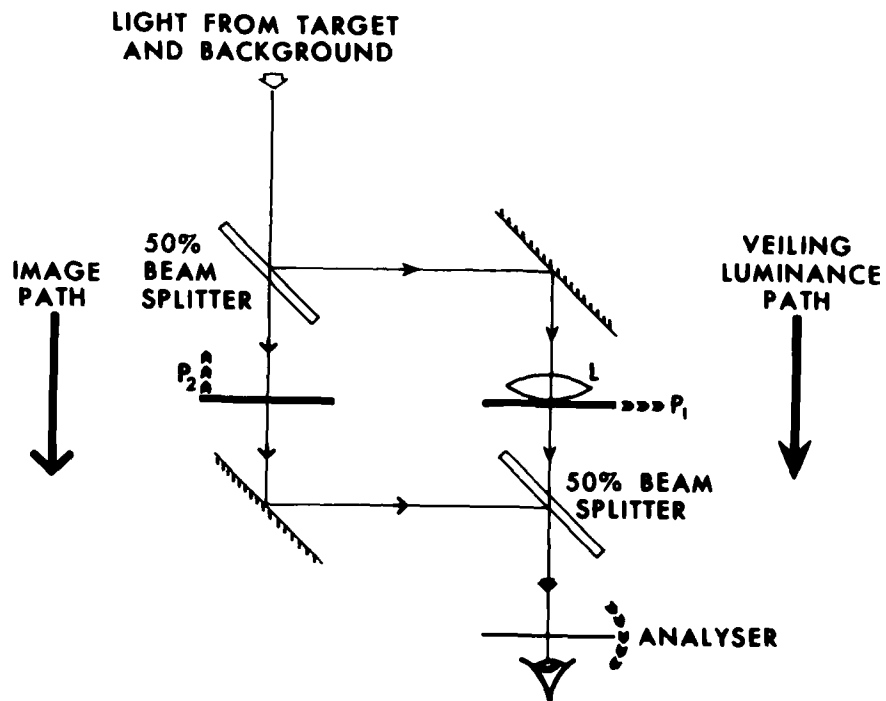 LIGHT FROM TARGET
AND BACKGROUND
50%
BEAM
SPLITTER
IMAGE
PATH
VEILING
LUMINANCE
PATH
P2
L
P1
50% BEAM
SPLITTER
ANALYSER